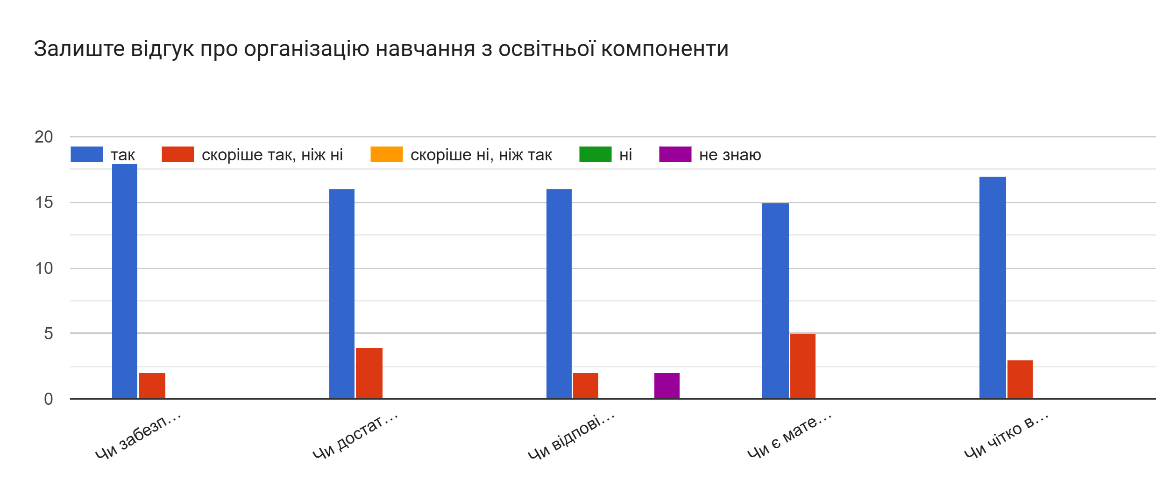 Залиште відгук про організацію навчання з освітньої компоненти
20
так скоріше так, ніж ні скоріше ні, ніж так ні не знаю
15
10
5
0
Чи забезп… Чи достат… Чи відпові… Чи є мате… Чи чітко в…